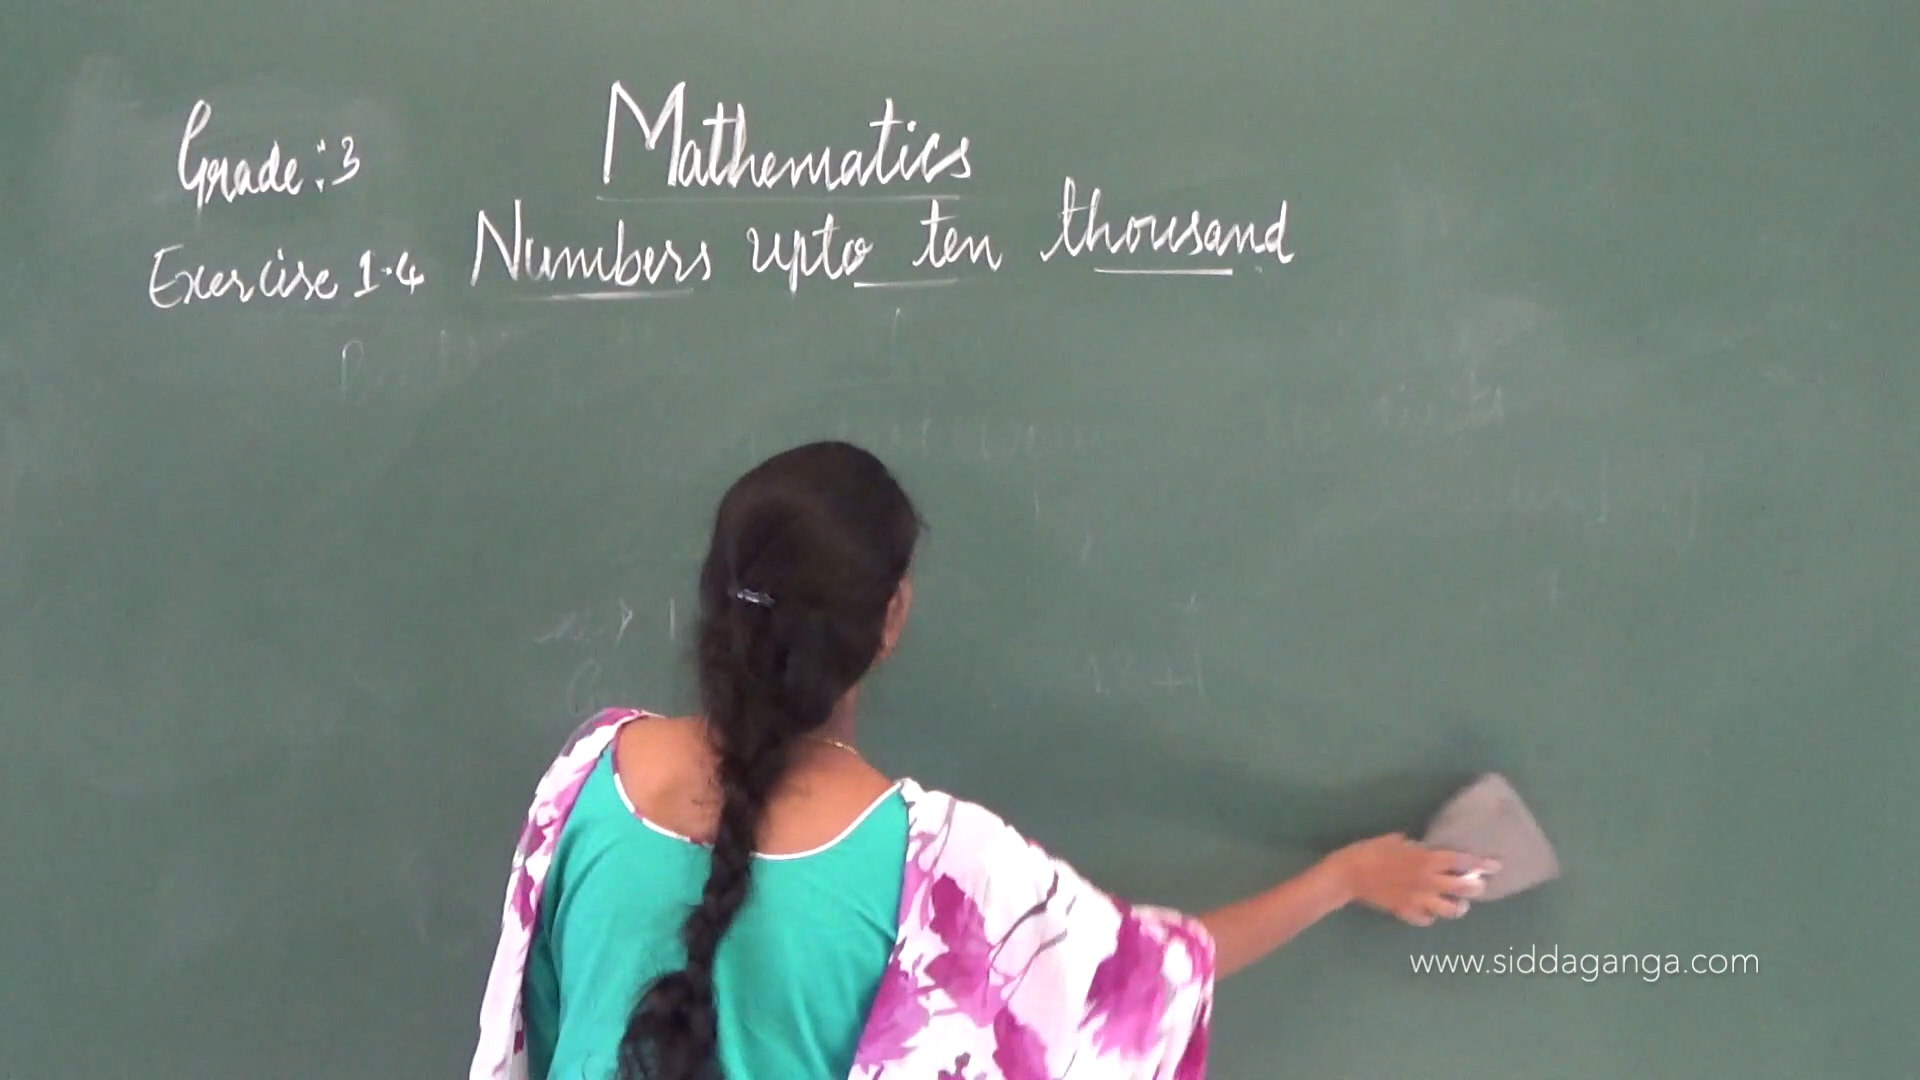 Mathematics
Grade: 3
Numbers upto ten thousand
Exercise 1.4
www.siddaganga.com